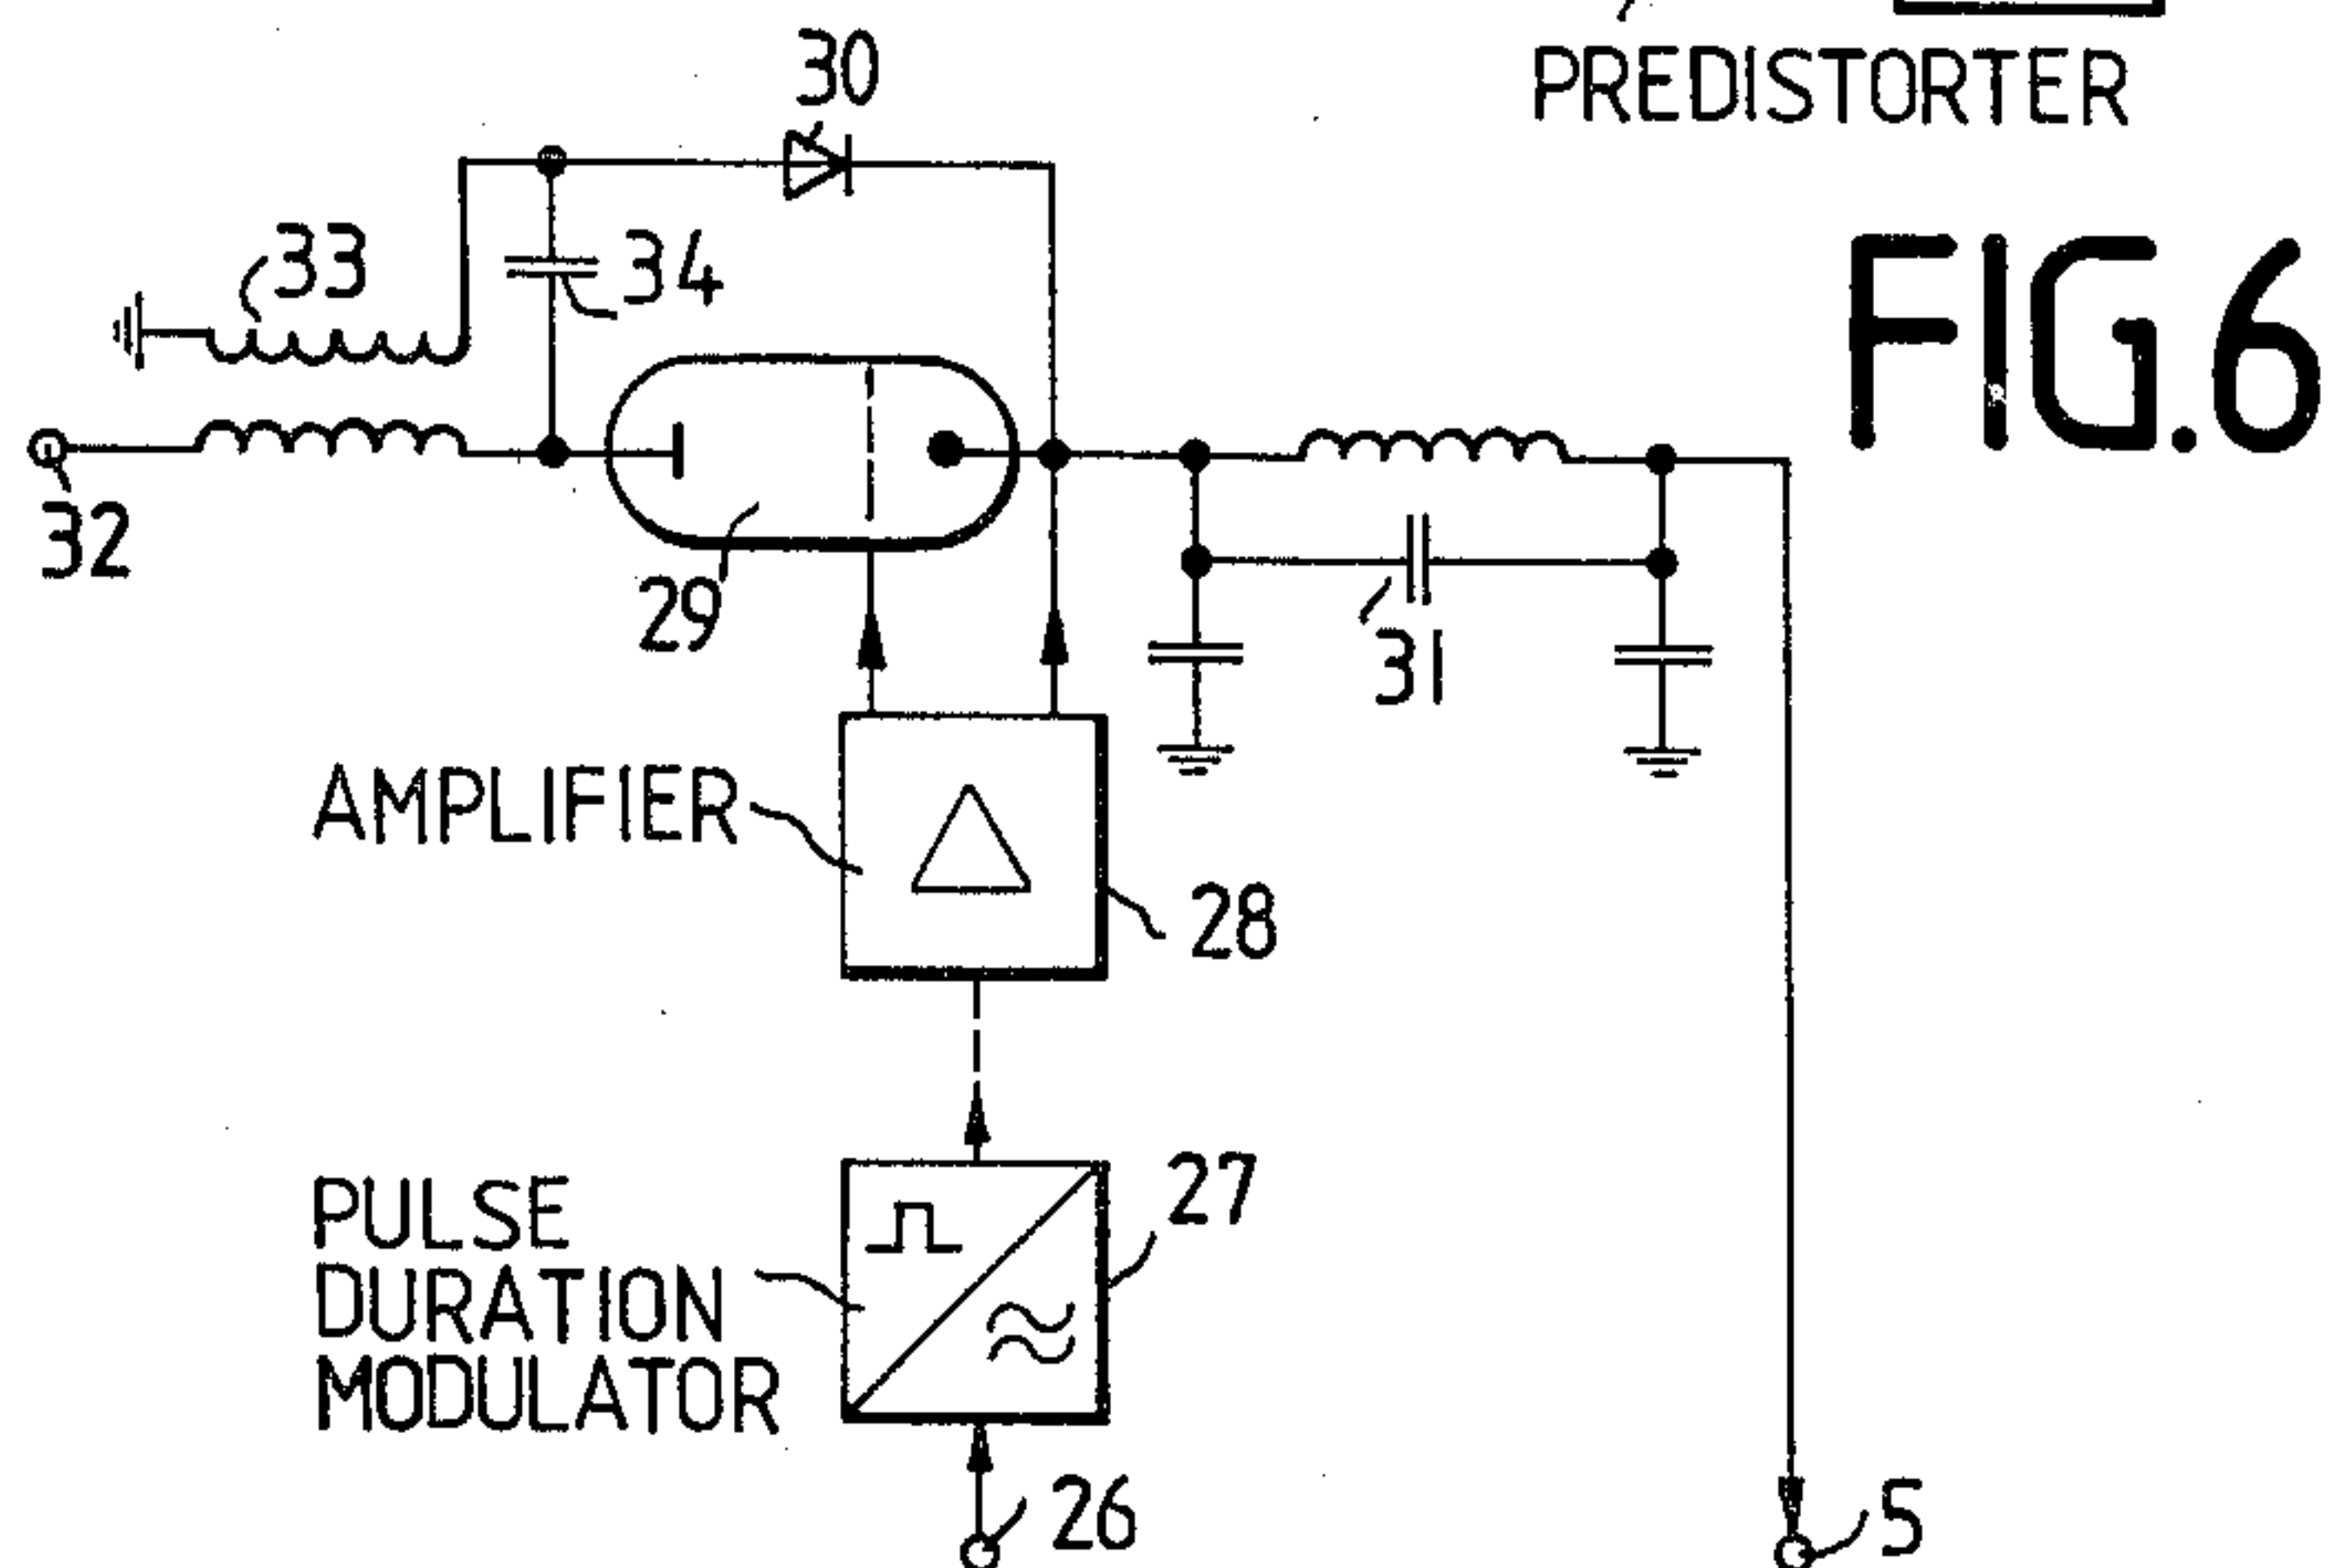 PREDISTORTER
30
FIG.6
33
34
32
29
31
AMPLIFIER
28
PULSE
DURATION
MODULATOR
27
26
5